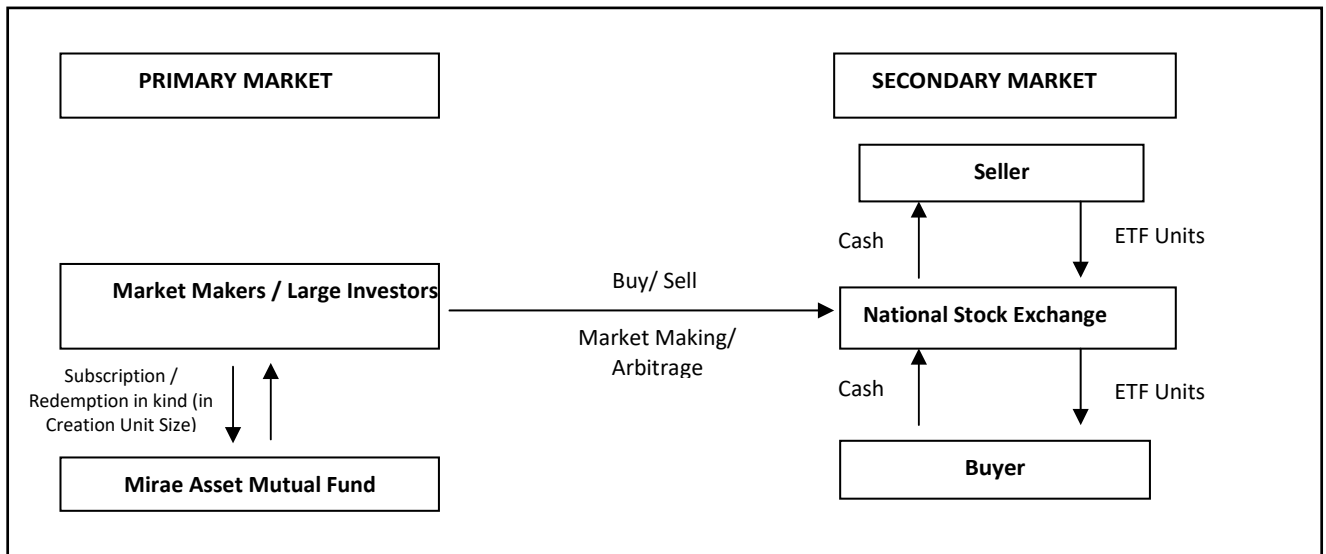 PRIMARY MARKET
SECONDARY MARKET
Seller
Cash
ETF Units
Market Makers / Large Investors
Buy/ Sell
National Stock Exchange
Market Making/
Arbitrage
Subscription /
Redemption in kind (in
Creation Unit Size)
Cash
ETF Units
Mirae Asset Mutual Fund
Buyer